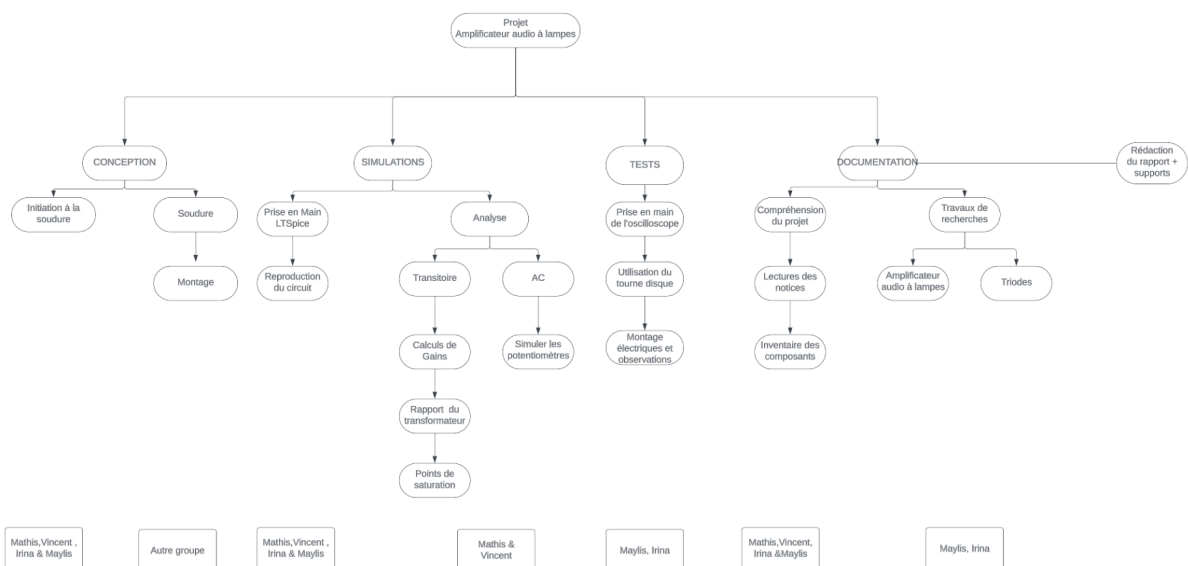 Projet
Amplificateur audio à lampes
CONCEPTION
SIMULATIONS
TESTS
DOCUMENTATION
Rédaction
du rapport +
supports
Initiation à la
soudure
Soudure
Prise en Main
LTSpice
Analyse
Prise en main
de l'oscilloscope
Compréhension
du projet
Travaux de
recherches
Montage
Reproduction
du circuit
Transitoire
AC
Utilisation du
tourne disque
Lectures des
notices
Amplificateur
audio à lampes
Triodes
Calculs de
Gains
Simuler les
potentiomètres
Montage
électriques et
observations
Inventaire des
composants
Rapport du
transformateur
Points de
saturation
Mathis,Vincent ,
Irina & Maylis
Autre groupe
Mathis,Vincent ,
Irina & Maylis
Mathis &
Vincent
Maylis, Irina
Mathis,Vincent,
Irina &Maylis
Maylis, Irina